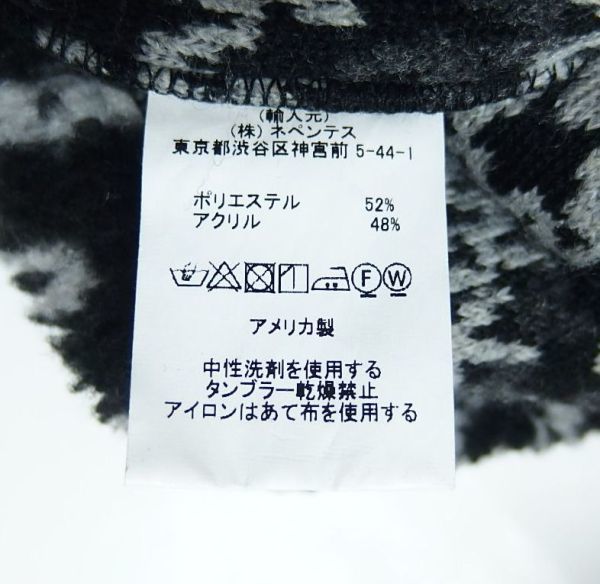 (輸入元)
(株) ネペンテス
東京都渋谷区神宮前 5-44-1
ポリエステル 52%
アクリル 48%
F W
アメリカ製
中性洗剤を使用する
タンブラー乾燥禁止
アイロンはあて布を使用する